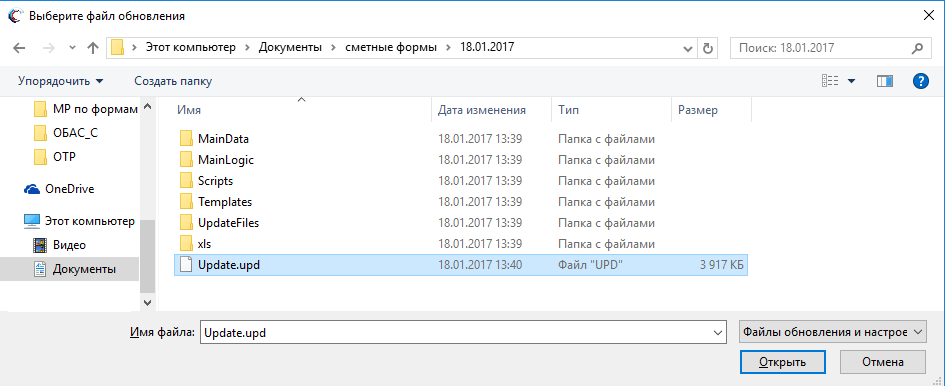 Выберите файл обновления
Этот компьютер Документы сметные формы 18.01.2017
Поиск: 18.01.2017
Упорядочить Создать папку
Имя Дата изменения Тип Размер
МР по формам
ОБАС_С
ОТР
OneDrive
Этот компьютер
Видео
Документы
MainData 18.01.2017 13:39 Папка с файлами
MainLogic 18.01.2017 13:39 Папка с файлами
Scripts 18.01.2017 13:39 Папка с файлами
Templates 18.01.2017 13:39 Папка с файлами
UpdateFiles 18.01.2017 13:39 Папка с файлами
xls 18.01.2017 13:39 Папка с файлами
Update.upd 18.01.2017 13:40 Файл "UPD" 3 917 КБ
Имя файла: Update.upd Файлы обновления и настрое
Открыть Отмена